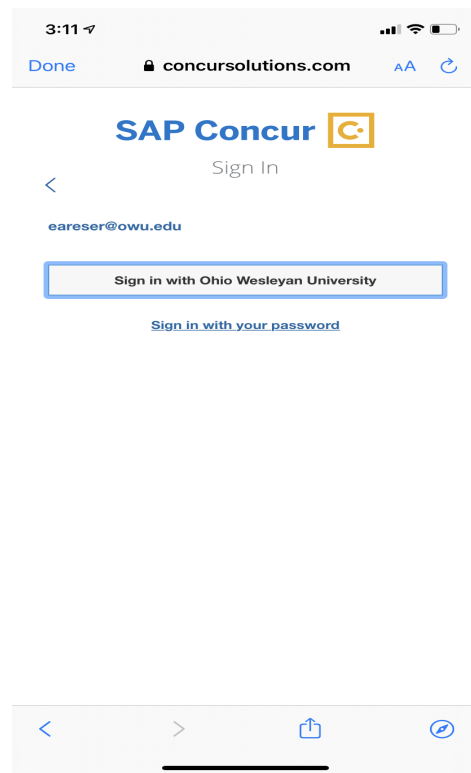 3:11
Done concursolutions.com AA
SAP Concur C.
Sign In
eareser@owu.edu
Sign in with Ohio Wesleyan University
Sign in with your password